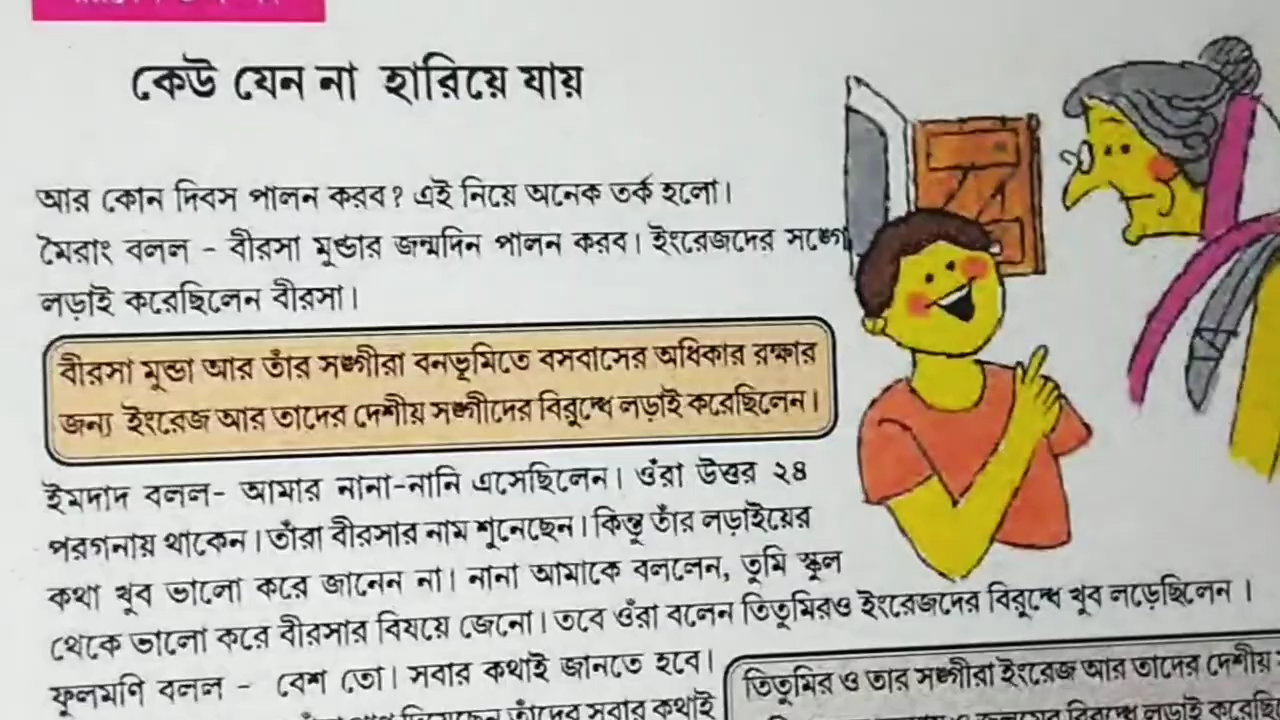 কেউ যেন না হারিয়ে যায়
আর কোন দিবস পালন করব? এই নিয়ে অনেক তর্ক হলো।
মৈরাং বলল - বীরসা মুন্ডার জন্মদিন পালন করব। ইংরেজদের সঙ্গে
লড়াই করেছিলেন বীরসা।
বীরসা মুন্ডা আর তাঁর সঙ্গীরা বনভূমিতে বসবাসের অধিকার রক্ষার
জন্য ইংরেজ আর তাদের দেশীয় সঙ্গীদের বিরুদ্ধে লড়াই করেছিলেন।
ইমদাদ বলল- আমার নানা-নানি এসেছিলেন। ওঁরা উত্তর ২৪
পরগনায় থাকেন। তাঁরা বীরসার নাম শুনেছেন। কিন্তু তাঁর লড়াইয়ের
কথা খুব ভালো করে জানেন না। নানা আমাকে বললেন, তুমি স্কুল
থেকে ভালো করে বীরসার বিষয়ে জেনো। তবে ওঁরা বলেন তিতুমিরও ইংরেজদের বিরুদ্ধে খুব লড়েছিলেন।
ফুলমণি বলল - বেশ তো। সবার কথাই জানতে হবে।
তিতুমির ও তার সঙ্গীরা ইংরেজ আর তাদের দেশীয়
তাঁদের সবার কথাই